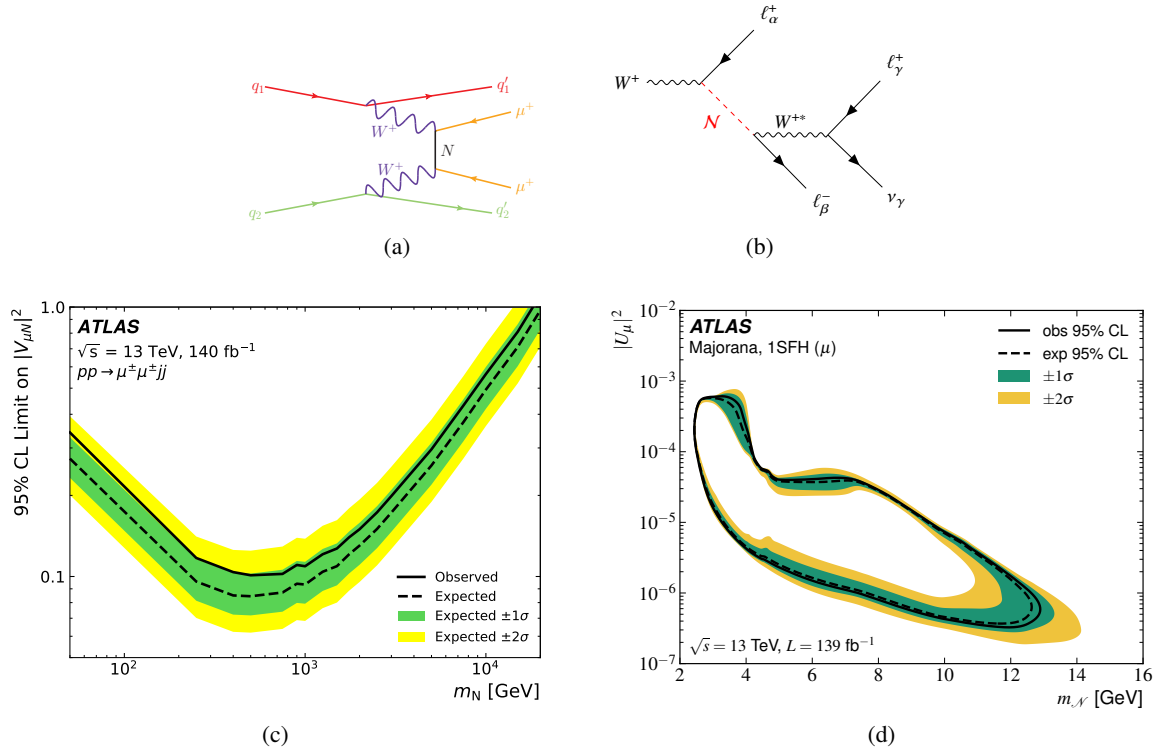 q₁
q′₁
W⁺
μ⁺
N
W⁺
μ⁺
q₂
q′₂
(a)
W⁺
ℓ⁺α
N
W⁺*
ℓ⁺γ
ℓ⁻β
νγ
(b)
95% CL Limit on |VμN|²
1.0
0.1
ATLAS
√s = 13 TeV, 140 fb⁻¹
pp → μ±μ±jj
Observed
Expected
Expected ±1σ
Expected ±2σ
10² 10³ 10⁴
mN [GeV]
(c)
|Uμ|²
10⁻²
10⁻³
10⁻⁴
10⁻⁵
10⁻⁶
10⁻⁷
ATLAS
Majorana, 1SFH (μ)
obs 95% CL
exp 95% CL
±1σ
±2σ
√s = 13 TeV, L = 139 fb⁻¹
2 4 6 8 10 12 14 16
m𝒩 [GeV]
(d)